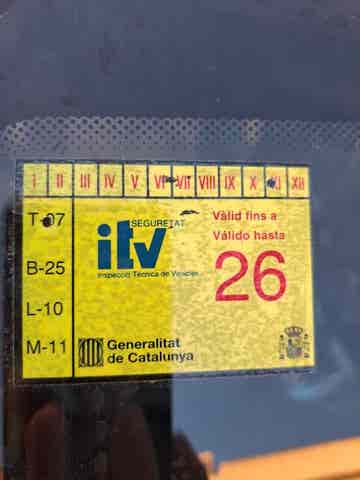 I II III IV V VI VII VIII IX X XI XII
T-07
SEGURETAT
Vàlid fins a
Válido hasta
itv
26
B-25
Inspecció Tècnica de Vehicles
L-10
M-11
Generalitat
de Catalunya